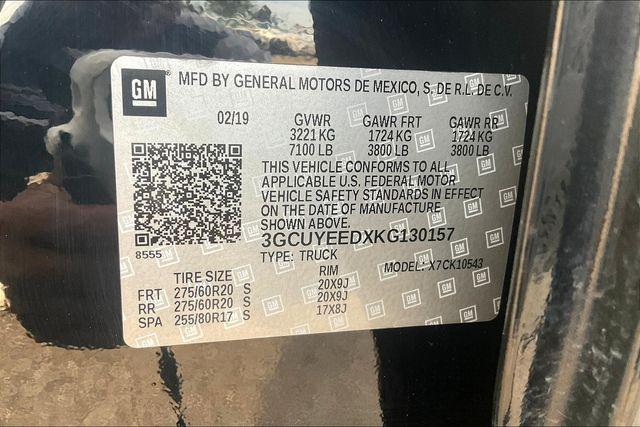 GM ® MFD BY GENERAL MOTORS DE MEXICO, S. DE R.L. DE C.V.
02/19 GVWR GAWR FRT GAWR RR
3221 KG 1724 KG 1724 KG
7100 LB 3800 LB 3800 LB
THIS VEHICLE CONFORMS TO ALL
APPLICABLE U.S. FEDERAL MOTOR
VEHICLE SAFETY STANDARDS IN EFFECT
ON THE DATE OF MANUFACTURE
SHOWN ABOVE.
3GCUYEEDXKG130157
8555 TYPE: TRUCK MODEL: X7CK10543
TIRE SIZE RIM
FRT 275/60R20 S 20X9J
RR 275/60R20 S 20X9J
SPA 255/80R17 S 17X8J